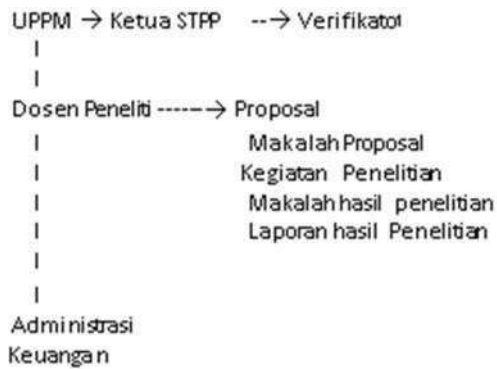 UPPM → Ketua STPP --→ Verifikator
|
|
Dosen Peneliti ------→ Proposal
| Makalah Proposal
| Kegiatan Penelitian
| Makalah hasil penelitian
| Laporan hasil Penelitian
|
|
Administrasi
Keuangan